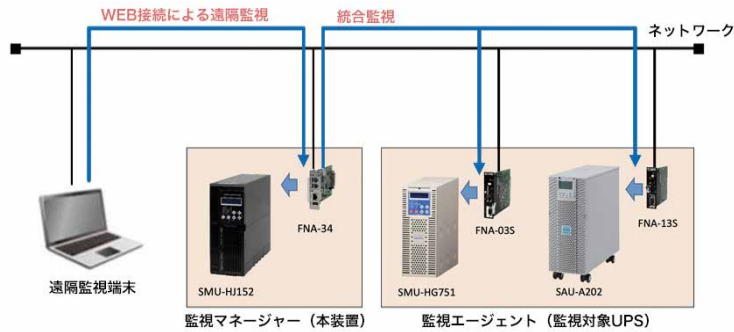 WEB接続による遠隔監視
統合監視
ネットワーク
FNA-34
FNA-03S
FNA-13S
遠隔監視端末
SMU-HJ152
SMU-HG751
SAU-A202
監視マネージャー（本装置）
監視エージェント（監視対象UPS）